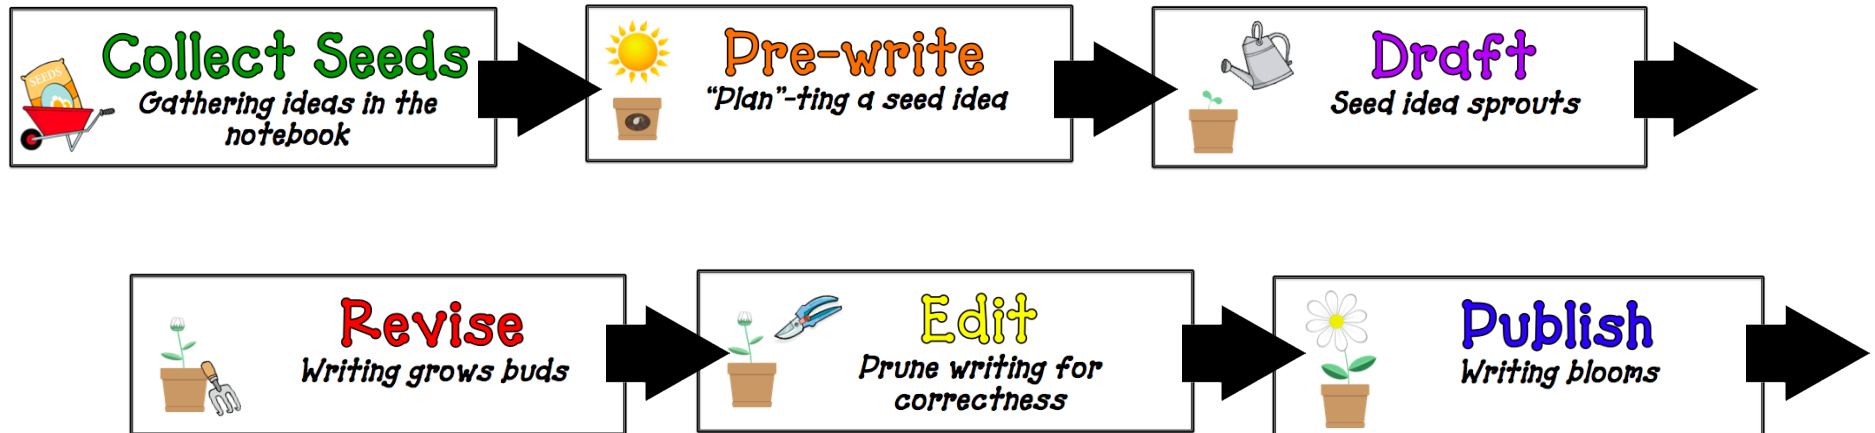 Collect Seeds
Gathering ideas in the
notebook
SEEDS
Pre-write
“Plan”-ting a seed idea
Draft
Seed idea sprouts
Revise
Writing grows buds
Edit
Prune writing for
correctness
Publish
Writing blooms